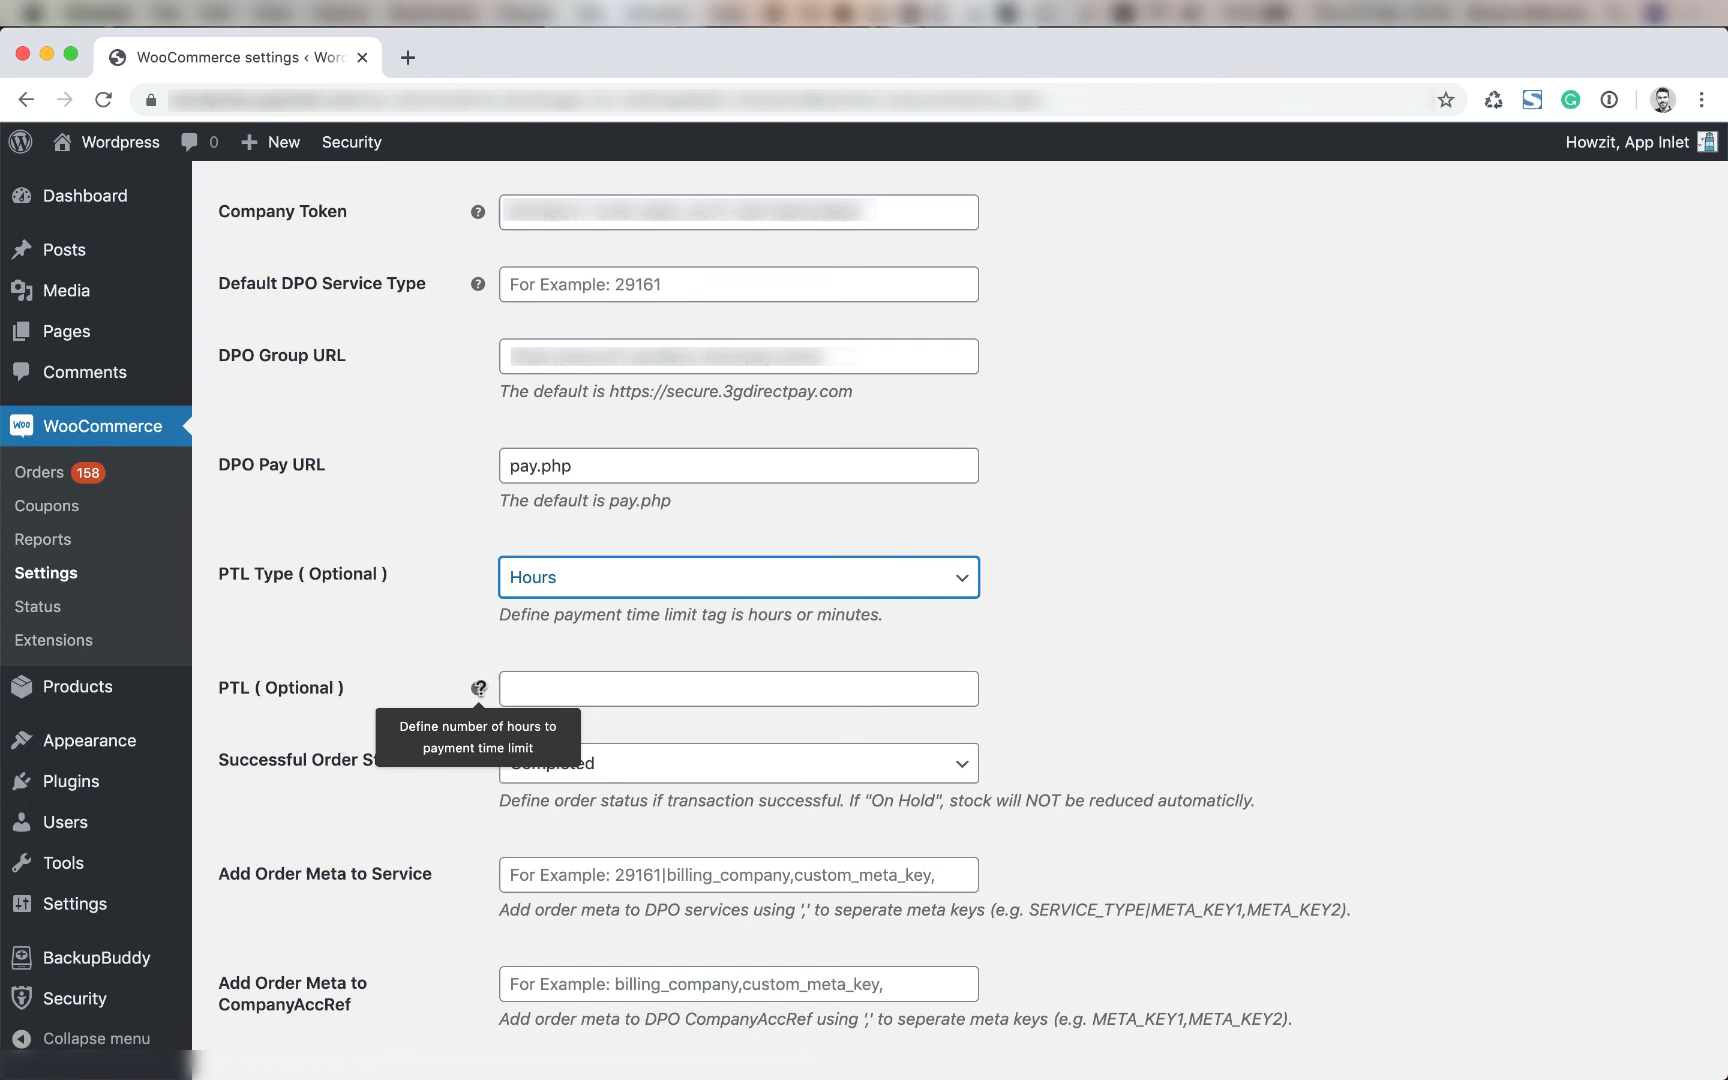 WooCommerce settings ‹ Word
Wordpress
0
New
Security
Howzit, App Inlet
Dashboard
Posts
Media
Pages
Comments
woo
WooCommerce
Orders 158
Coupons
Reports
Settings
Status
Extensions
Products
Appearance
Plugins
Users
Tools
Settings
BackupBuddy
Security
Collapse menu
Company Token
Default DPO Service Type
For Example: 29161
DPO Group URL
The default is https://secure.3gdirectpay.com
DPO Pay URL
pay.php
The default is pay.php
PTL Type ( Optional )
Hours
Define payment time limit tag is hours or minutes.
PTL ( Optional )
Define number of hours to
payment time limit
Successful Order
Define order status if transaction successful. If "On Hold", stock will NOT be reduced automaticlly.
Add Order Meta to Service
For Example: 29161|billing_company,custom_meta_key,
Add order meta to DPO services using ',' to seperate meta keys (e.g. SERVICE_TYPE|META_KEY1,META_KEY2).
Add Order Meta to
CompanyAccRef
For Example: billing_company,custom_meta_key,
Add order meta to DPO CompanyAccRef using ',' to seperate meta keys (e.g. META_KEY1,META_KEY2).